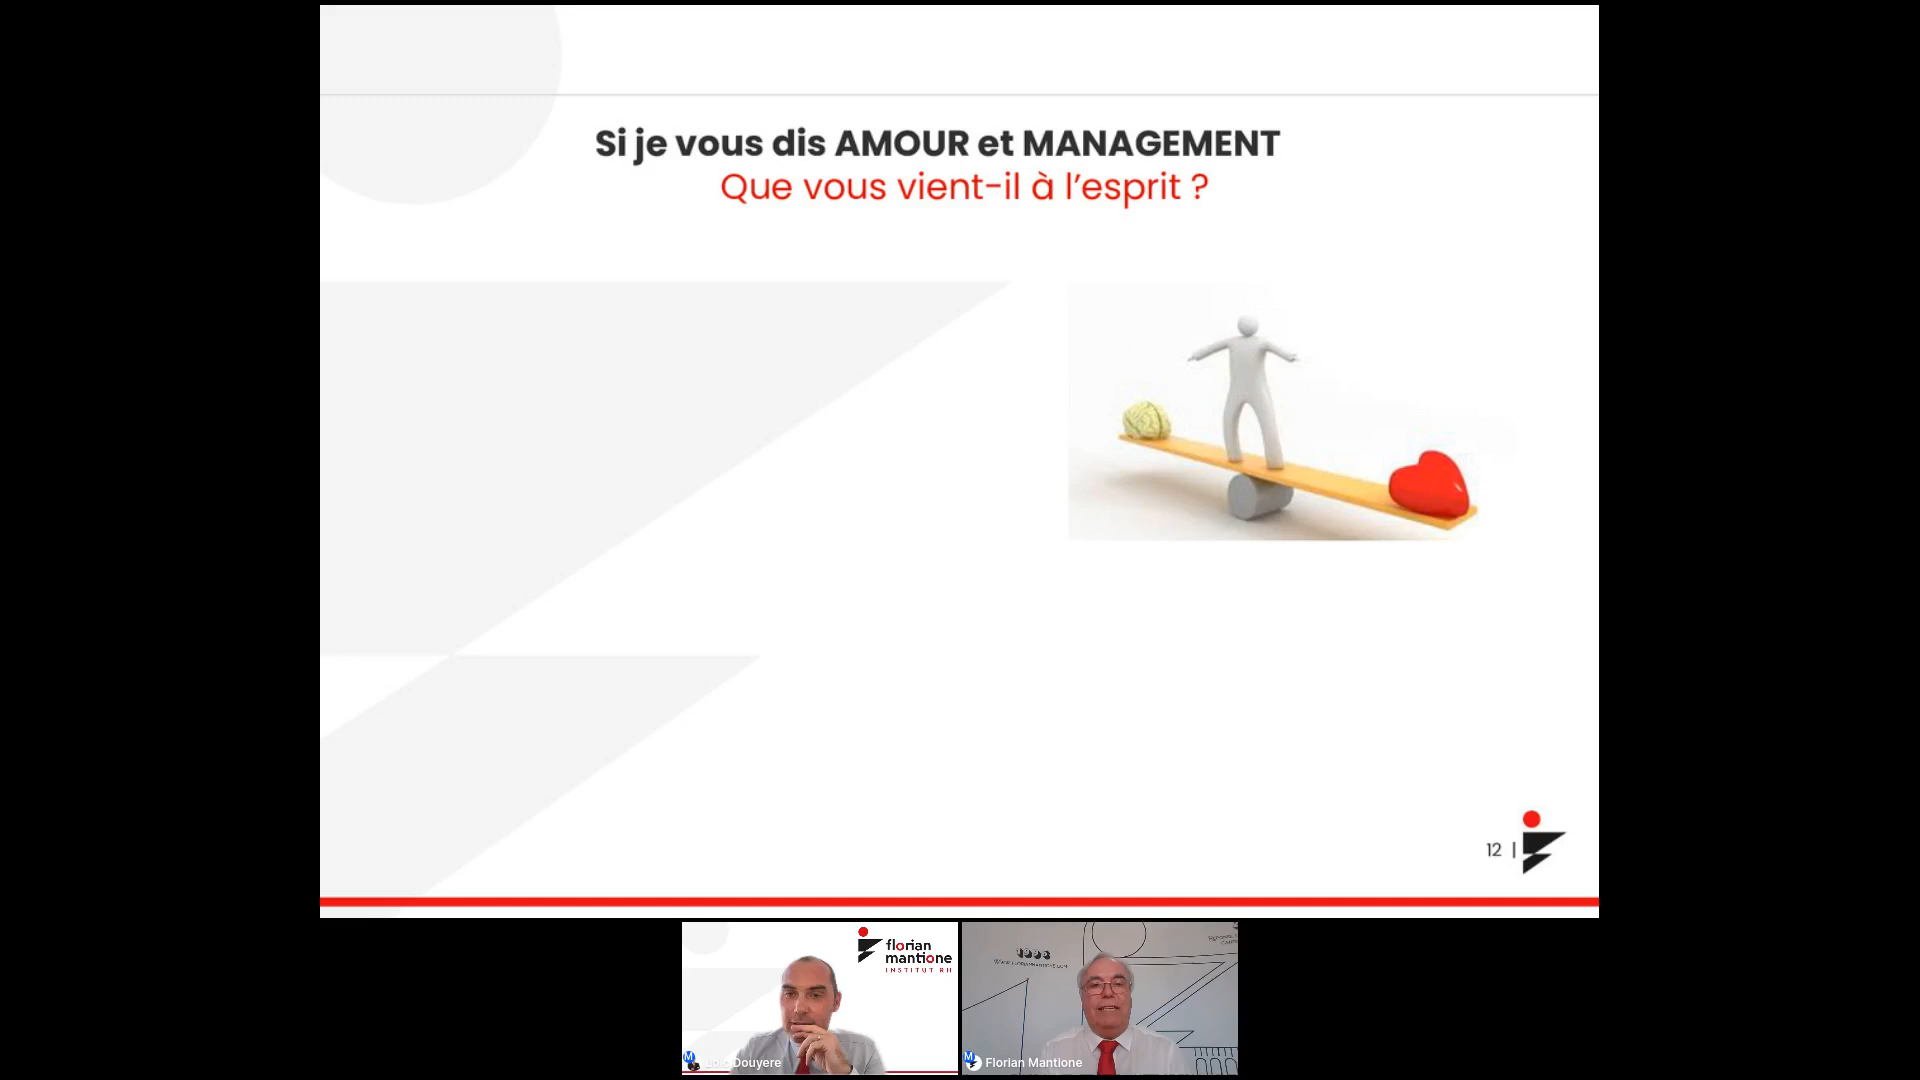 Si je vous dis AMOUR et MANAGEMENT
Que vous vient-il à l’esprit ?
12 |
florian
mantione
INSTITUT RH
Douyere
1993
Florian Mantione